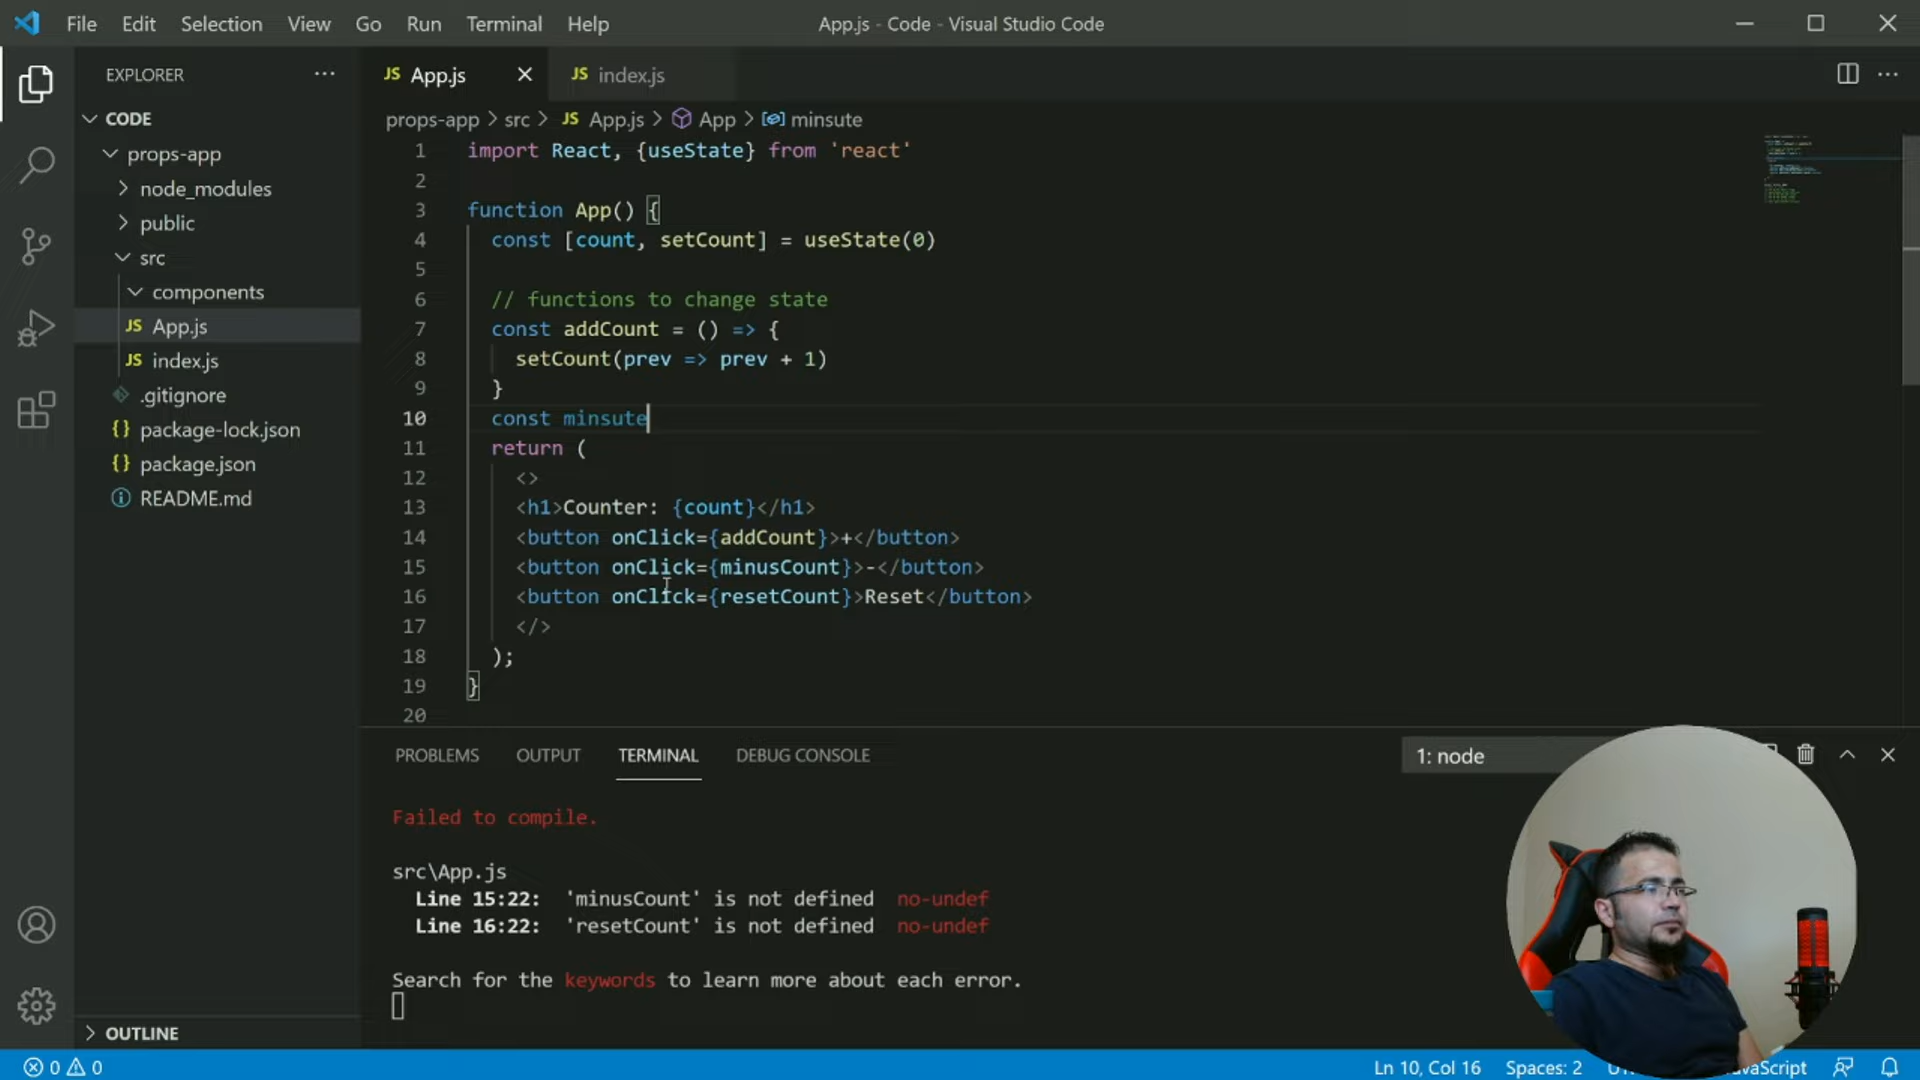 File Edit Selection View Go Run Terminal Help App.js - Code - Visual Studio Code
EXPLORER
CODE
props-app
node_modules
public
src
components
JS App.js
JS index.js
.gitignore
{} package-lock.json
{} package.json
README.md
OUTLINE
JS App.js
JS index.js
props-app > src > JS App.js > App > minsute
1 import React, {useState} from 'react'
2
3 function App() {
4 const [count, setCount] = useState(0)
5
6 // functions to change state
7 const addCount = () => {
8 setCount(prev => prev + 1)
9 }
10 const minsute
11 return (
12 <>
13 <h1>Counter: {count}</h1>
14 <button onClick={addCount}>+</button>
15 <button onClick={minusCount}>-</button>
16 <button onClick={resetCount}>Reset</button>
17 </>
18 );
19 }
20
PROBLEMS OUTPUT TERMINAL DEBUG CONSOLE 1: node
Failed to compile.
src\App.js
Line 15:22: 'minusCount' is not defined no-undef
Line 16:22: 'resetCount' is not defined no-undef
Search for the keywords to learn more about each error.
0 0 Ln 10, Col 16 Spaces: 2